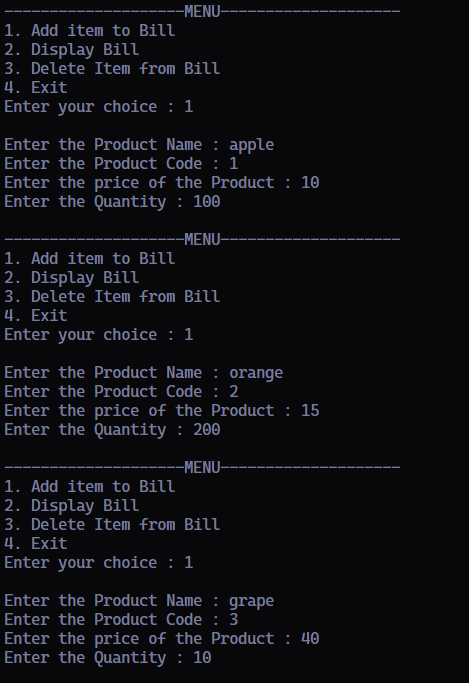 --------------------MENU--------------------
1. Add item to Bill
2. Display Bill
3. Delete Item from Bill
4. Exit
Enter your choice : 1
Enter the Product Name : apple
Enter the Product Code : 1
Enter the price of the Product : 10
Enter the Quantity : 100
--------------------MENU--------------------
1. Add item to Bill
2. Display Bill
3. Delete Item from Bill
4. Exit
Enter your choice : 1
Enter the Product Name : orange
Enter the Product Code : 2
Enter the price of the Product : 15
Enter the Quantity : 200
--------------------MENU--------------------
1. Add item to Bill
2. Display Bill
3. Delete Item from Bill
4. Exit
Enter your choice : 1
Enter the Product Name : grape
Enter the Product Code : 3
Enter the price of the Product : 40
Enter the Quantity : 10